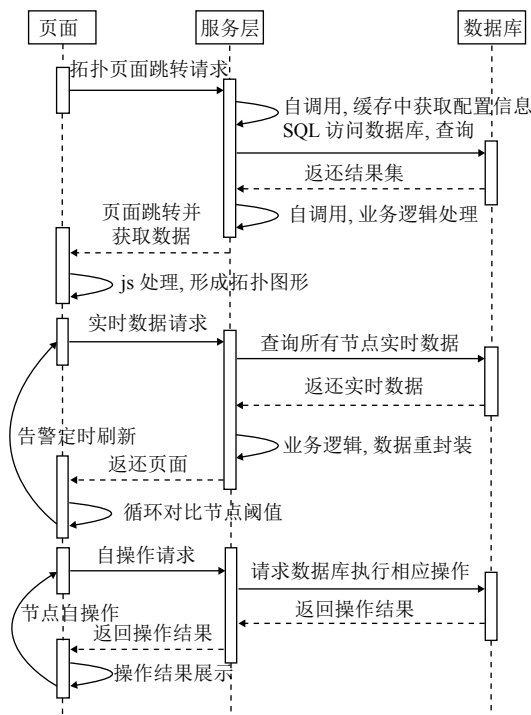 页面
服务层
数据库
拓扑页面跳转请求
自调用, 缓存中获取配置信息
SQL 访问数据库, 查询
返还结果集
页面跳转并
获取数据
自调用, 业务逻辑处理
js 处理, 形成拓扑图形
实时数据请求
查询所有节点实时数据
返还实时数据
告警定时刷新
业务逻辑, 数据重封装
返还页面
循环对比节点阈值
自操作请求
请求数据库执行相应操作
节点自操作
返回操作结果
返回操作结果
操作结果展示